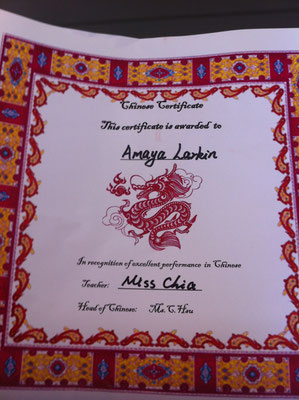 Chinese Certificate
This certificate is awarded to
Amaya Larkin
In recognition of excellent performance in Chinese
Teacher: Miss Chia
Head of Chinese: Ms.C.Hsu